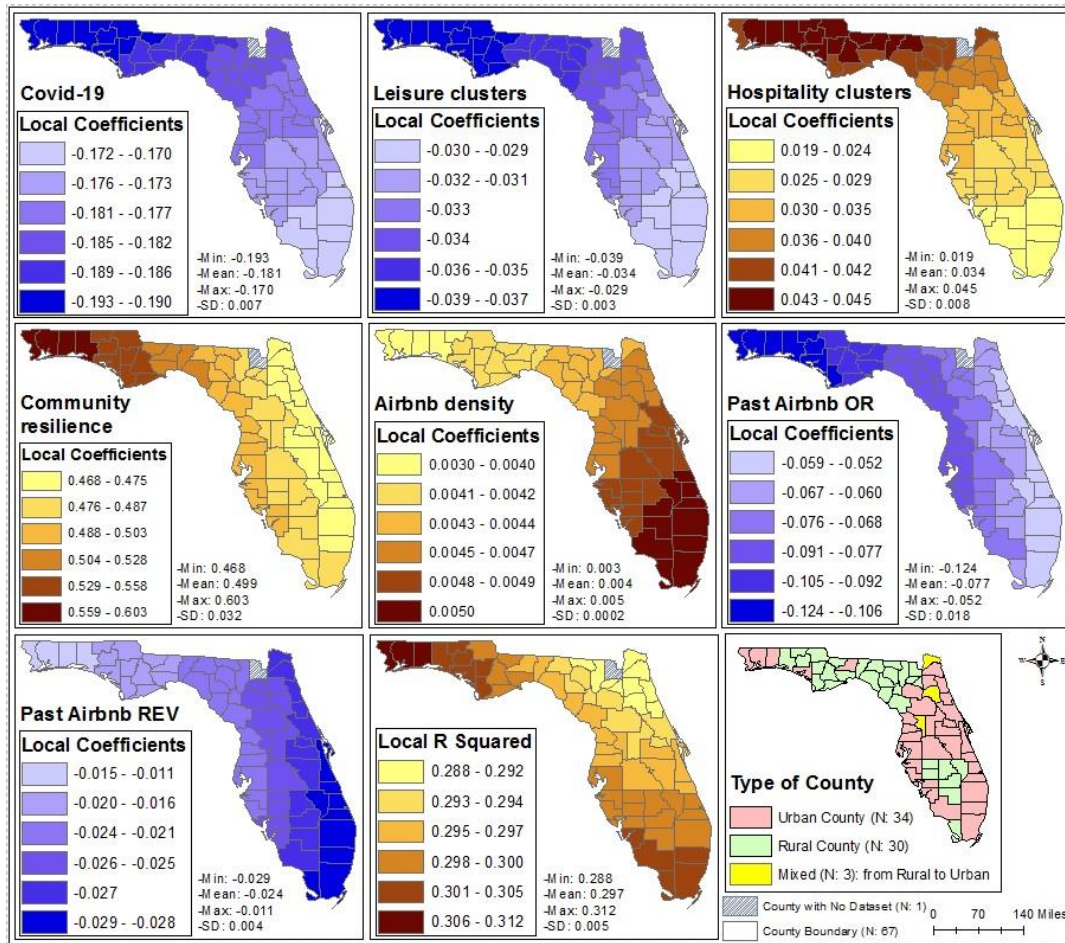 Covid-19
Local Coefficients
-0.172 - -0.170
-0.176 - -0.173
-0.181 - -0.177
-0.185 - -0.182
-0.189 - -0.186
-0.193 - -0.190
-Min: -0.193
-Mean: -0.181
-Max: -0.170
-SD: 0.007
Leisure clusters
Local Coefficients
-0.030 - -0.029
-0.032 - -0.031
-0.033
-0.034
-0.036 - -0.035
-0.039 - -0.037
-Min: -0.039
-Mean: -0.034
-Max: -0.029
-SD: 0.003
Hospitality clusters
Local Coefficients
0.019 - 0.024
0.025 - 0.029
0.030 - 0.035
0.036 - 0.040
0.041 - 0.042
0.043 - 0.045
-Min: 0.019
-Mean: 0.034
-Max: 0.045
-SD: 0.008
Community
resilience
Local Coefficients
0.468 - 0.475
0.476 - 0.487
0.488 - 0.503
0.504 - 0.528
0.529 - 0.558
0.559 - 0.603
-Min: 0.468
-Mean: 0.499
-Max: 0.603
-SD: 0.032
Airbnb density
Local Coefficients
0.0030 - 0.0040
0.0041 - 0.0042
0.0043 - 0.0044
0.0045 - 0.0047
0.0048 - 0.0049
0.0050
-Min: 0.003
-Mean: 0.004
-Max: 0.005
-SD: 0.0002
Past Airbnb OR
Local Coefficients
-0.059 - -0.052
-0.067 - -0.060
-0.076 - -0.068
-0.091 - -0.077
-0.105 - -0.092
-0.124 - -0.106
-Min: -0.124
-Mean: -0.077
-Max: -0.052
-SD: 0.018
Past Airbnb REV
Local Coefficients
-0.015 - -0.011
-0.020 - -0.016
-0.024 - -0.021
-0.026 - -0.025
-0.027
-0.029 - -0.028
-Min: -0.029
-Mean: -0.024
-Max: -0.011
-SD: 0.004
Local R Squared
0.288 - 0.292
0.293 - 0.294
0.295 - 0.297
0.298 - 0.300
0.301 - 0.305
0.306 - 0.312
-Min: 0.288
-Mean: 0.297
-Max: 0.312
-SD: 0.005
N
W E
S
Type of County
Urban County (N: 34)
Rural County (N: 30)
Mixed (N: 3): from Rural to Urban
County with No Dataset (N: 1)
County Boundary (N: 67)
0 70 140 Miles